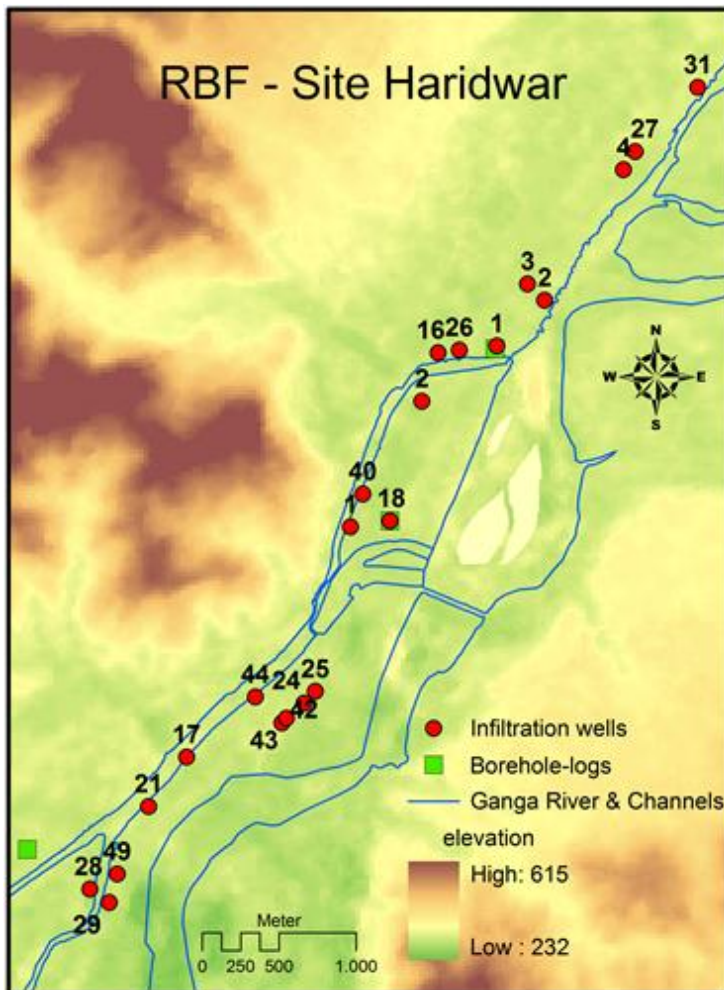 RBF - Site Haridwar
31
27
4
3
2
1
26
16
N
W E
S
2
40
1 18
25
24
44
42
43
17
21
49
28
29
Infiltration wells
Borehole-logs
Ganga River & Channels
elevation
High: 615
Low : 232
Meter
0 250 500 1.000